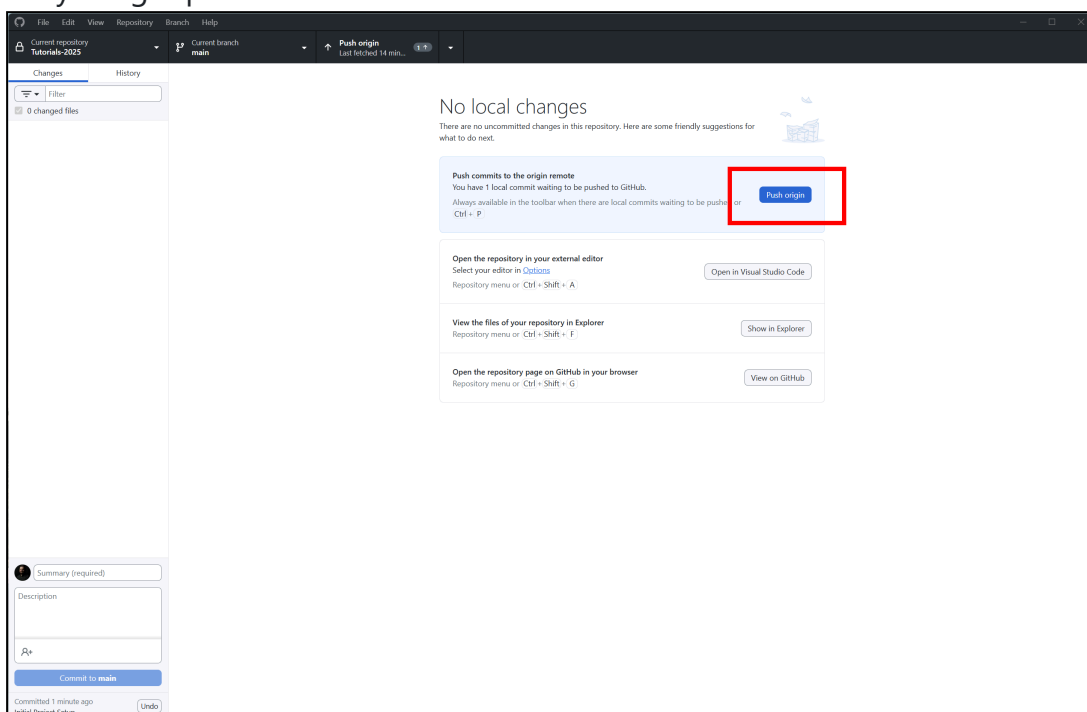 File Edit View Repository Branch Help
Current repository
Tutorials-2025
Current branch
main
Push origin
Last fetched 14 min...
1
Changes
History
Filter
0 changed files
No local changes
There are no uncommitted changes in this repository. Here are some friendly suggestions for
what to do next.
Push commits to the origin remote
You have 1 local commit waiting to be pushed to GitHub.
Always available in the toolbar when there are local commits waiting to be pushed or
Ctrl + P
Push origin
Open the repository in your external editor
Select your editor in Options
Repository menu or Ctrl + Shift + A
Open in Visual Studio Code
View the files of your repository in Explorer
Repository menu or Ctrl + Shift + F
Show in Explorer
Open the repository page on GitHub in your browser
Repository menu or Ctrl + Shift + G
View on GitHub
Summary (required)
Description
Commit to main
Committed 1 minute ago
Initial Project Setup
Undo